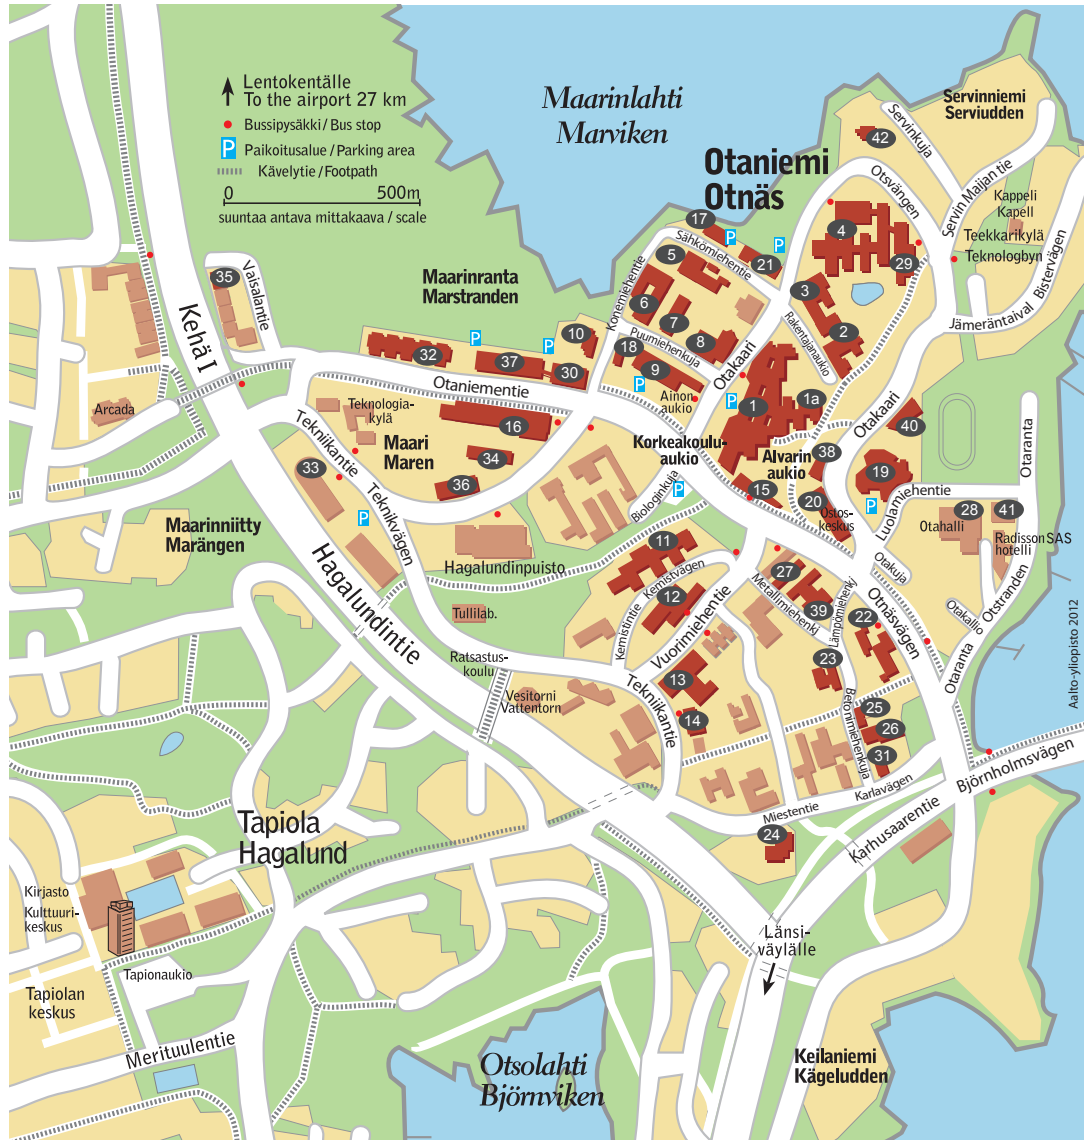 Lentokentälle
To the airport 27 km
Bussipysäkki / Bus stop
P Paikoitusalue / Parking area
Kävelytie / Footpath
0 500m
suuntaa antava mittakaava / scale
Maarinlahti
Marviken
Servinniemi
Serviudden
Otaniemi
Otnäs
Servinkuja
42
Otsvängen
Servin Maijan tie
Kappeli
Kapell
Teekkarikylä
Teknologbyn
Bistervägen
Jämeräntaival
17
P
Sähkömiehentie
P
21
4
29
5
3
35
Vaisalantie
Maarinranta
Marstranden
Konemiehentie
6
7
Rakentajanaukio
2
Kehä I
10
P
P
32
37
30
18
Puumiehenkuja
8
9
P
Otakaari
Otaniementie
Ainon
aukio
P
1
1a
Otakaari
40
Arcada
Teknologia-
kylä
16
Tekniikantie
Maari
Maren
Korkeakoulu-
aukio
Alvarin
aukio
38
Otaranta
33
34
36
Biologinkuja
P
15
20
19
P
Ostos-
keskus
Luolamiehentie
28
41
Otahalli
Radisson SAS
hotelli
Maarinniitty
Marängen
P
Teknikvägen
11
Hagalundinpuisto
Kemistvägen
27
Metallimiehenkj
Otakuja
Otnäsvägen
Otstranden
Hagalundintie
12
Kemistintie
39
Lämpömiehenkj
22
Otakallio
Tullilab.
Vuorimiehentie
Aalto-yliopisto 2012
Ratsastus-
koulu
23
Otaranta
13
Vesitorni
Vattentorn
Tekniikantie
14
Betonimiehenkuja
25
26
31
Björnholmsvägen
Karlavägen
Miestentie
Tapiola
Hagalund
24
Karhusaarentie
Kirjasto
Kulttuuri-
keskus
Länsi-
väylälle
Tapionaukio
Tapiolan
keskus
Merituulentie
Otsolahti
Björnviken
Keilaniemi
Kägeludden